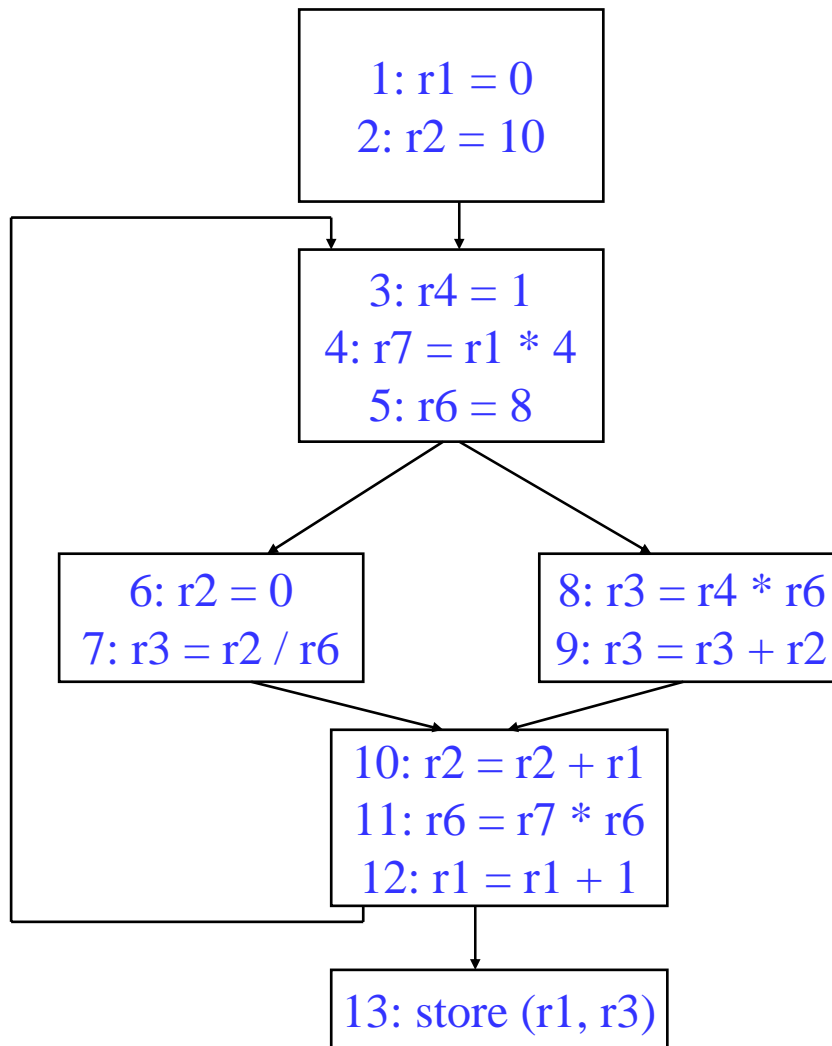 1: r1 = 0
2: r2 = 10
3: r4 = 1
4: r7 = r1 * 4
5: r6 = 8
6: r2 = 0
7: r3 = r2 / r6
8: r3 = r4 * r6
9: r3 = r3 + r2
10: r2 = r2 + r1
11: r6 = r7 * r6
12: r1 = r1 + 1
13: store (r1, r3)